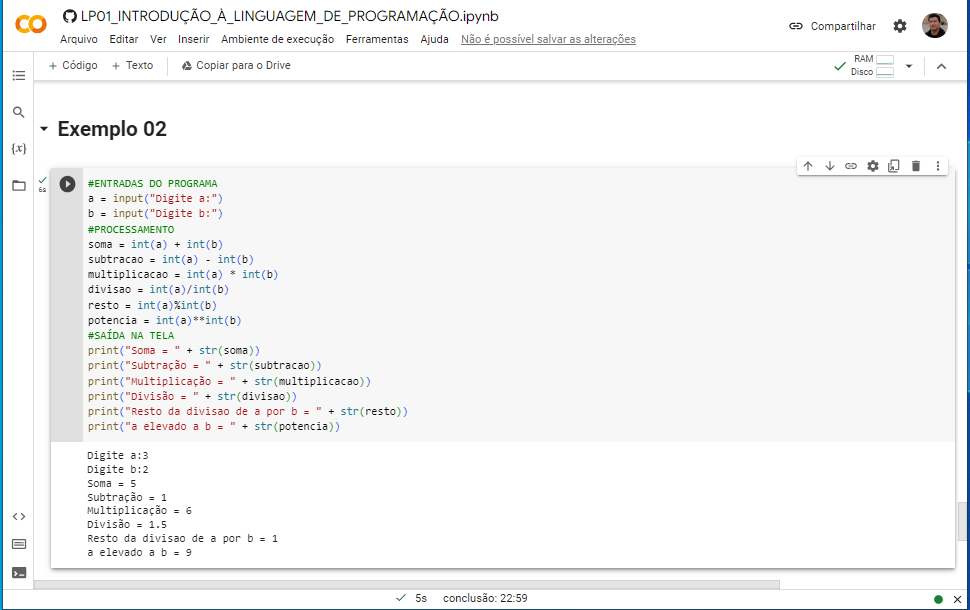 LP01_INTRODUÇÃO_À_LINGUAGEM_DE_PROGRAMAÇÃO.ipynb
Compartilhar
Arquivo Editar Ver Inserir Ambiente de execução Ferramentas Ajuda Não é possível salvar as alterações
+ Código + Texto Copiar para o Drive
RAM
Disco
Exemplo 02
{x}
6s
#ENTRADAS DO PROGRAMA
a = input("Digite a:")
b = input("Digite b:")
#PROCESSAMENTO
soma = int(a) + int(b)
subtracao = int(a) - int(b)
multiplicacao = int(a) * int(b)
divisao = int(a)/int(b)
resto = int(a)%int(b)
potencia = int(a)**int(b)
#SAÍDA NA TELA
print("Soma = " + str(soma))
print("Subtração = " + str(subtracao))
print("Multiplicação = " + str(multiplicacao))
print("Divisão = " + str(divisao))
print("Resto da divisao de a por b = " + str(resto))
print("a elevado a b = " + str(potencia))
Digite a:3
Digite b:2
Soma = 5
Subtração = 1
Multiplicação = 6
Divisão = 1.5
Resto da divisao de a por b = 1
a elevado a b = 9
5s conclusão: 22:59